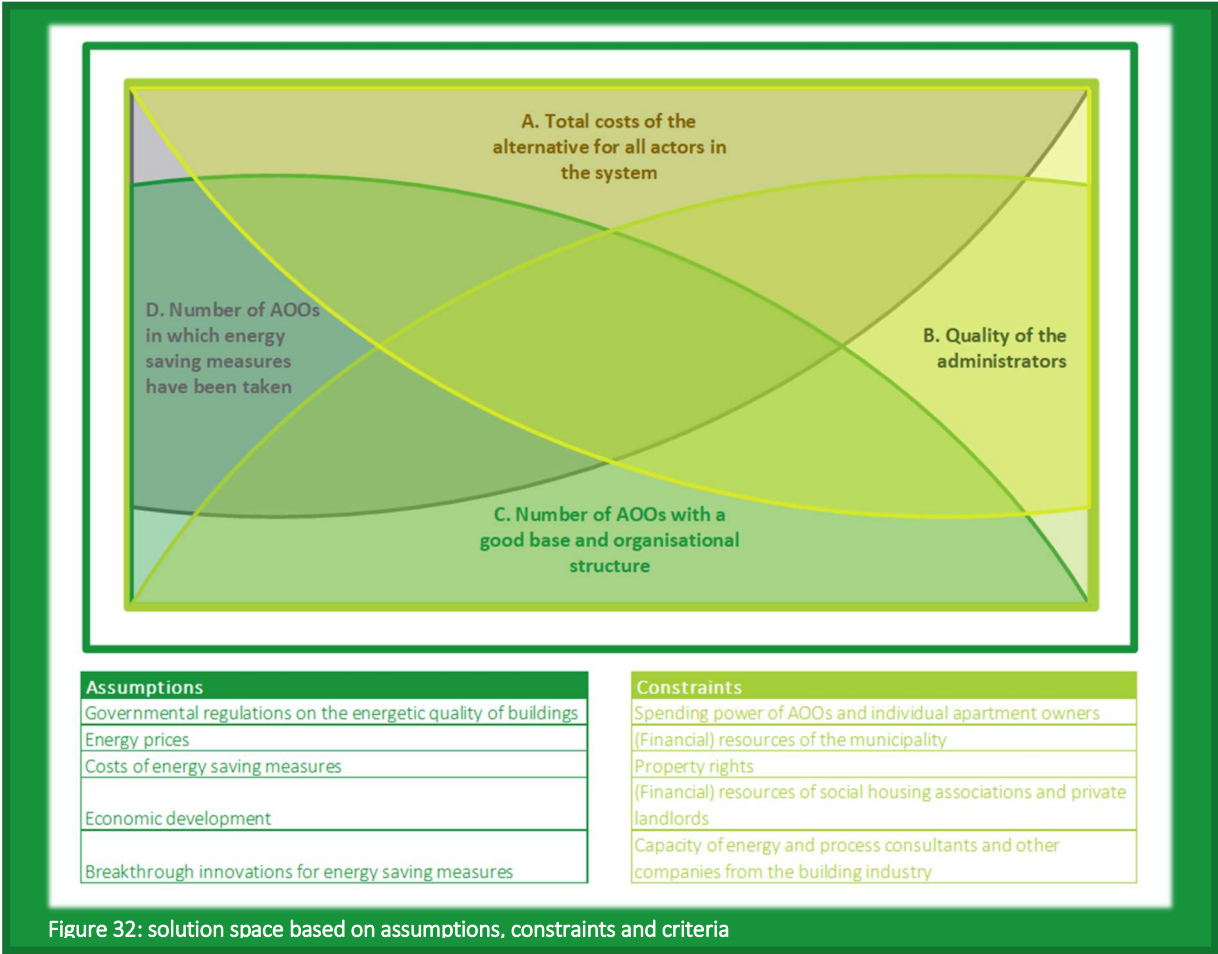 A. Total costs of the
alternative for all actors in
the system
D. Number of AOOs
in which energy
saving measures
have been taken
B. Quality of the
administrators
C. Number of AOOs with a
good base and organisational
structure
Assumptions
Governmental regulations on the energetic quality of buildings
Energy prices
Costs of energy saving measures
Economic development
Breakthrough innovations for energy saving measures
Constraints
Spending power of AOOs and individual apartment owners
(Financial) resources of the municipality
Property rights
(Financial) resources of social housing associations and private
landlords
Capacity of energy and process consultants and other
companies from the building industry
Figure 32: solution space based on assumptions, constraints and criteria